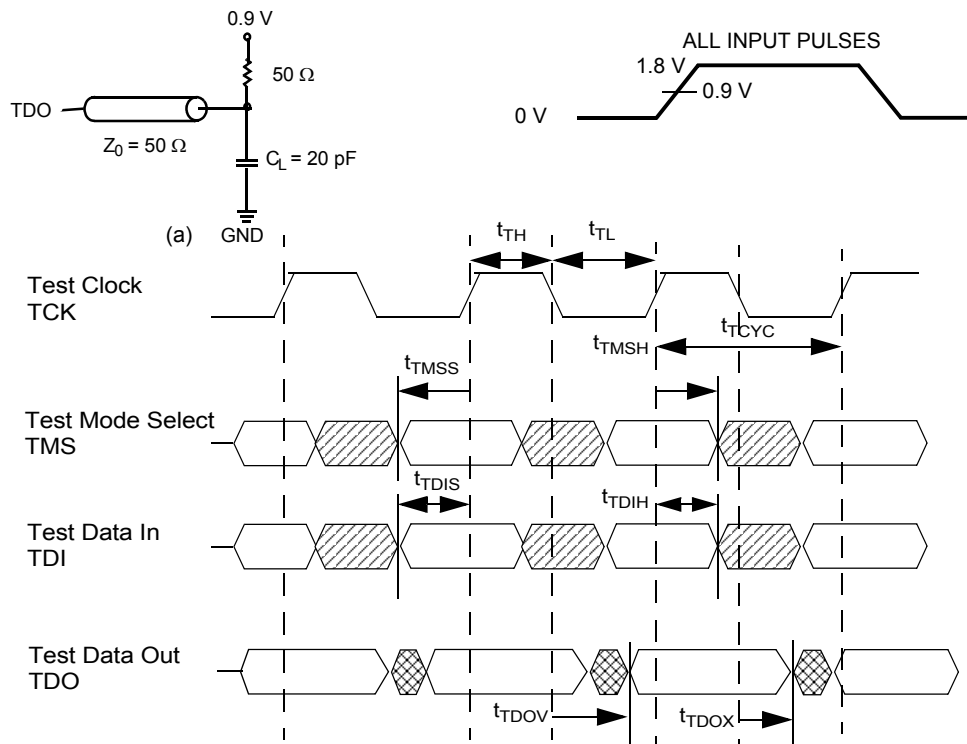 0.9 V
ALL INPUT PULSES
50 Ω
1.8 V
0.9 V
TDO
0 V
Z0 = 50 Ω
CL = 20 pF
(a) GND
tTH
tTL
Test Clock
TCK
tTCYC
tTMSH
tTMSS
Test Mode Select
TMS
tTDIS
tTDIH
Test Data In
TDI
Test Data Out
TDO
tTDOV
tTDOX